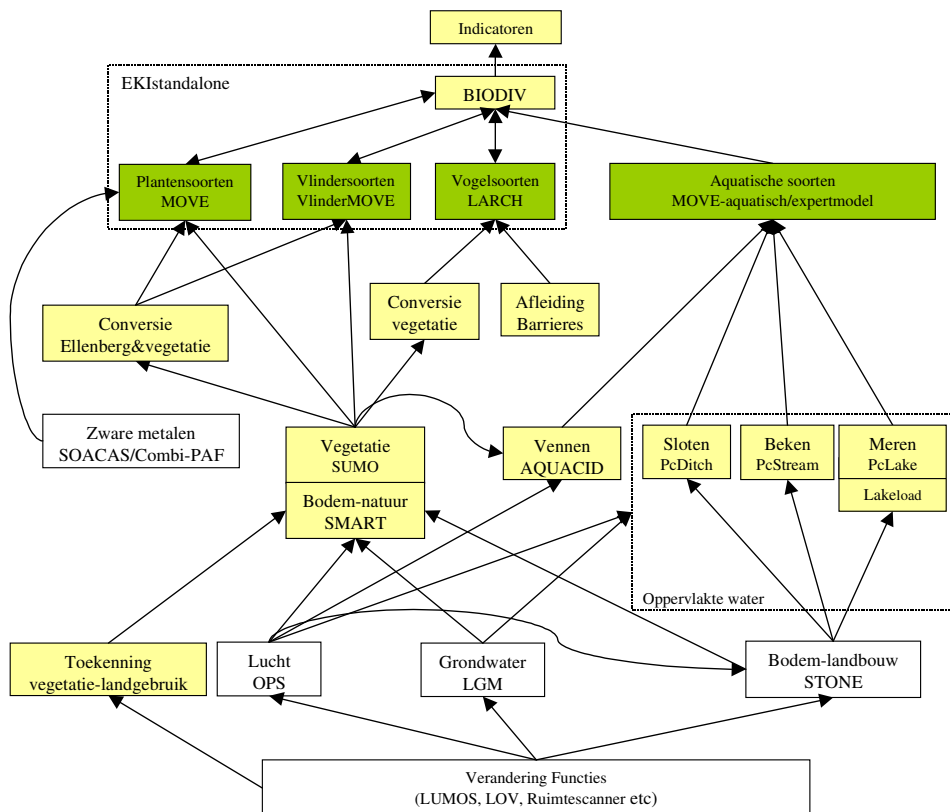 Indicatoren
EKIstandalone
BIODIV
Plantensoorten
MOVE
Vlindersoorten
VlinderMOVE
Vogelsoorten
LARCH
Aquatische soorten
MOVE-aquatisch/expertmodel
Conversie
Ellenberg&vegetatie
Conversie
vegetatie
Afleiding
Barrieres
Zware metalen
SOACAS/Combi-PAF
Vegetatie
SUMO
Bodem-natuur
SMART
Vennen
AQUACID
Sloten
PcDitch
Beken
PcStream
Meren
PcLake
Lakeload
Oppervlakte water
Toekenning
vegetatie-landgebruik
Lucht
OPS
Grondwater
LGM
Bodem-landbouw
STONE
Verandering Functies
(LUMOS, LOV, Ruimtescanner etc)